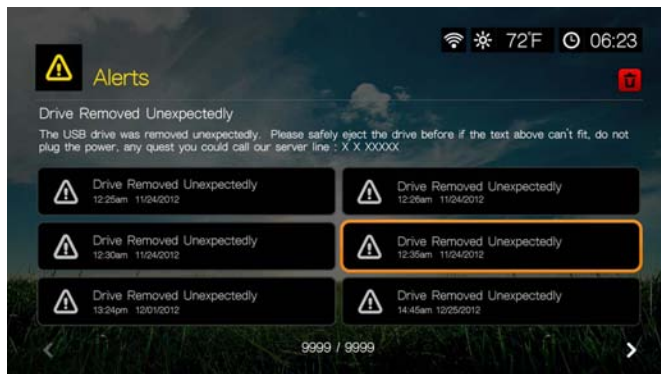 72°F 06:23
Alerts
Drive Removed Unexpectedly
The USB drive was removed unexpectedly. Please safely eject the drive before if the text above can't fit, do not
plug the power, any quest you could call our server line : X X XXXXX
Drive Removed Unexpectedly
12:25am 11/24/2012
Drive Removed Unexpectedly
12:26am 11/24/2012
Drive Removed Unexpectedly
12:30am 11/24/2012
Drive Removed Unexpectedly
12:35am 11/24/2012
Drive Removed Unexpectedly
13:24pm 12/01/2012
Drive Removed Unexpectedly
14:45am 12/25/2012
9999 / 9999